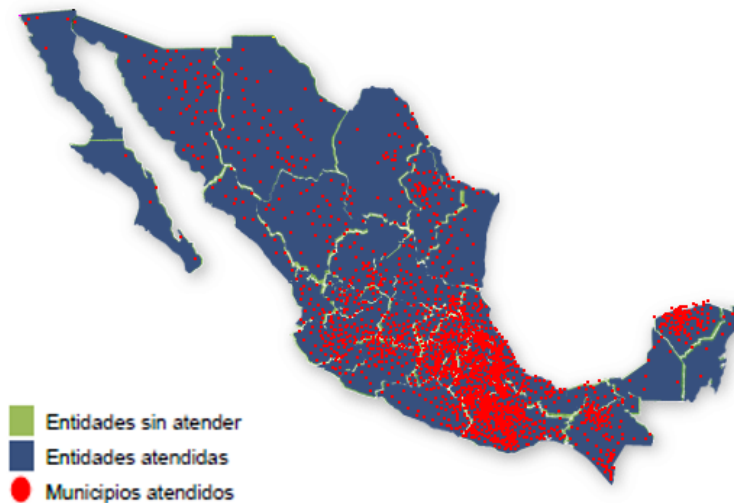 Entidades sin atender
Entidades atendidas
Municipios atendidos